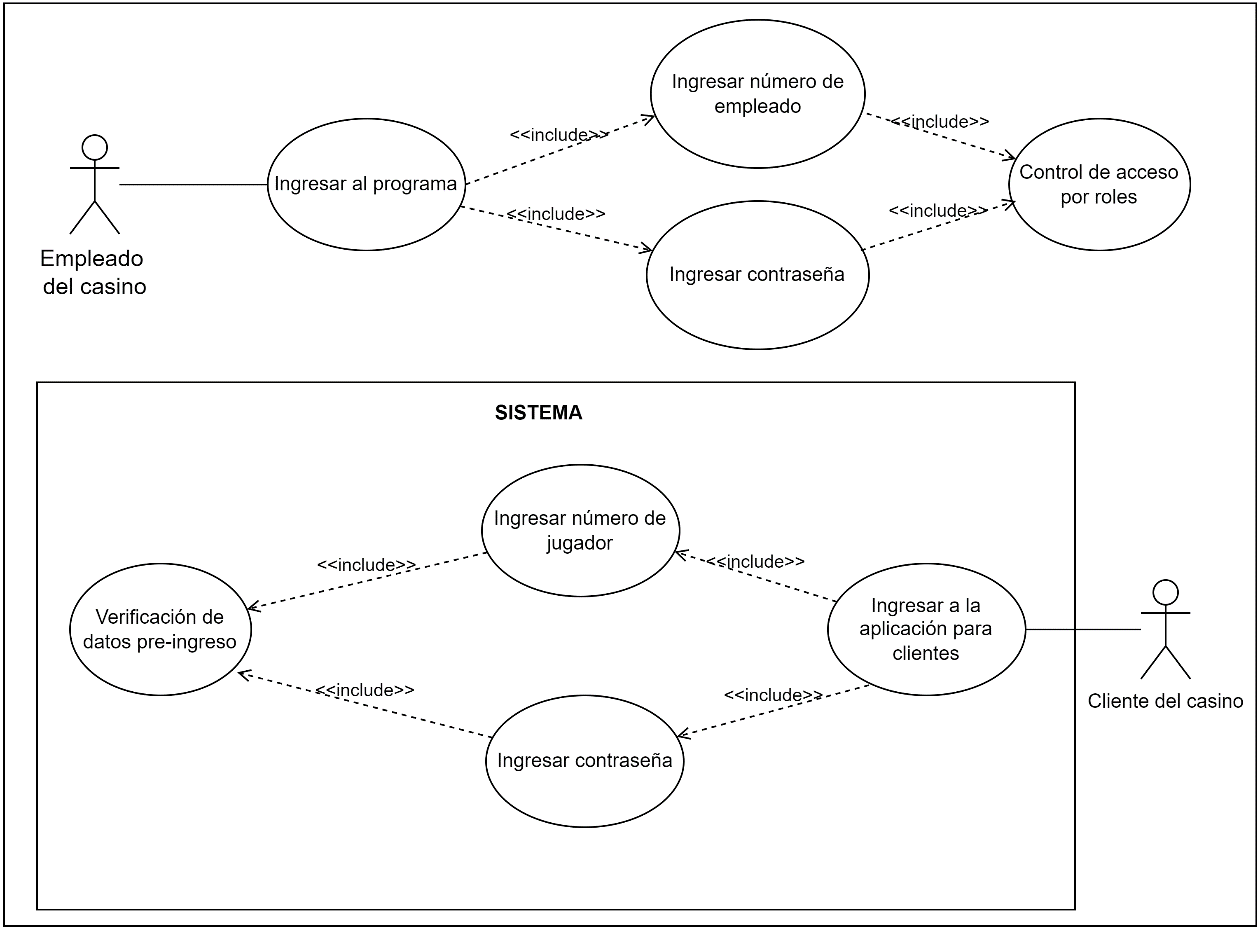 Ingresar número de
empleado
<<include>>
<<include>>
Ingresar al programa
Control de acceso
por roles
<<include>>
<<include>>
Empleado
del casino
Ingresar contraseña
SISTEMA
Ingresar número de
jugador
<<include>>
<<include>>
Verificación de
datos pre-ingreso
Ingresar a la
aplicación para
clientes
<<include>>
<<include>>
Cliente del casino
Ingresar contraseña